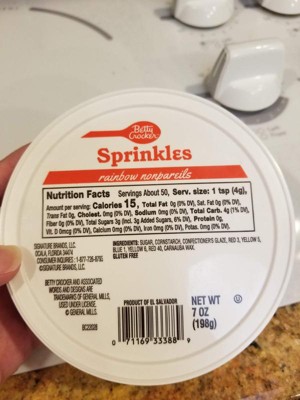 Betty
Crocker
Sprinkles
rainbow nonpareils
Nutrition Facts Servings About 50, Serv. size: 1 tsp (4g),
Amount per serving: Calories 15, Total Fat 0g (0% DV), Sat. Fat 0g (0% DV),
Trans Fat 0g, Cholest. 0mg (0% DV), Sodium 0mg (0% DV), Total Carb. 4g (1% DV),
Fiber 0g (0% DV), Total Sugars 3g (Incl. 3g Added Sugars, 6% DV), Protein 0g,
Vit. D 0mg (0% DV), Calcium 0mg (0% DV), Iron 0mg (0% DV), Potas. 0mg (0% DV).
SIGNATURE BRANDS, LLC.
OCALA, FLORIDA 34474
CONSUMER INQUIRIES: 1-877-728-8793
©SIGNATURE BRANDS, LLC.
INGREDIENTS: SUGAR, CORNSTARCH, CONFECTIONER'S GLAZE, RED 3, YELLOW 5,
BLUE 1, YELLOW 6, RED 40, CARNAUBA WAX.
GLUTEN FREE
BETTY CROCKER AND ASSOCIATED
WORDS AND DESIGNS ARE
TRADEMARKS OF GENERAL MILLS,
USED UNDER LICENSE.
© GENERAL MILLS.
PRODUCT OF EL SALVADOR
0 71169 33388 9
NET WT
7 OZ
(198g)
U